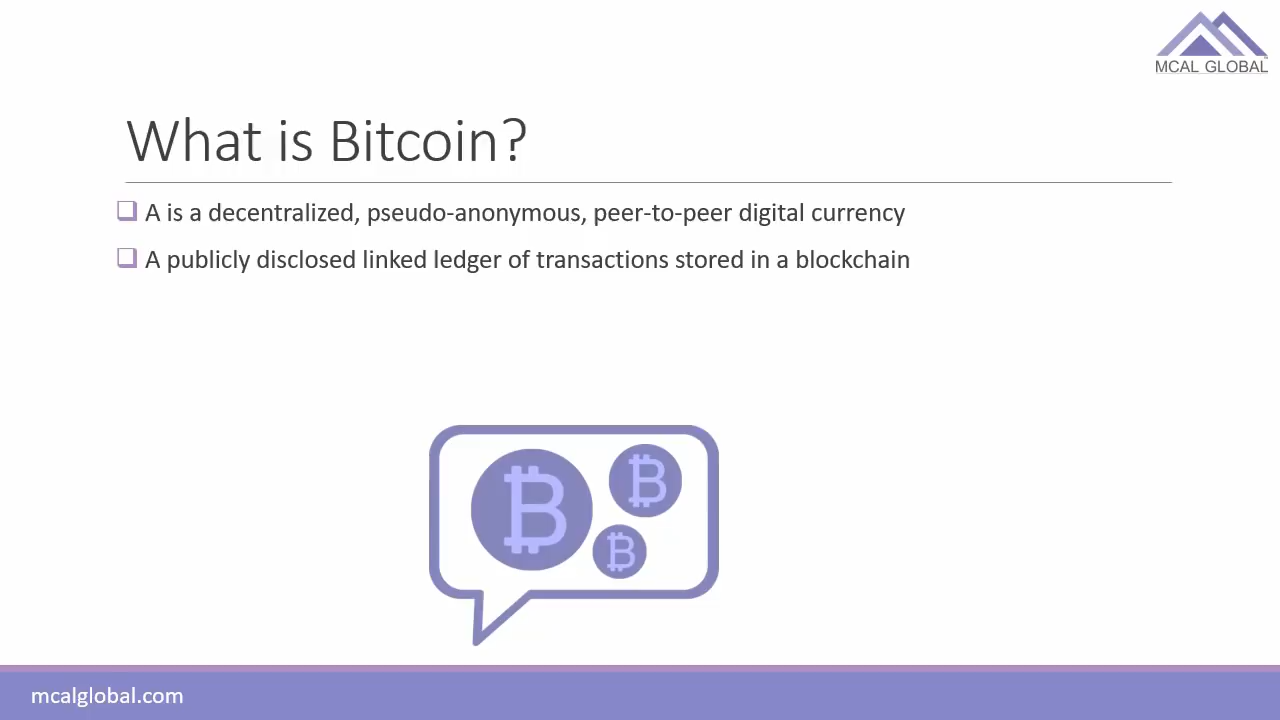 MCAL GLOBAL
What is Bitcoin?
A is a decentralized, pseudo-anonymous, peer-to-peer digital currency
A publicly disclosed linked ledger of transactions stored in a blockchain
mcalglobal.com